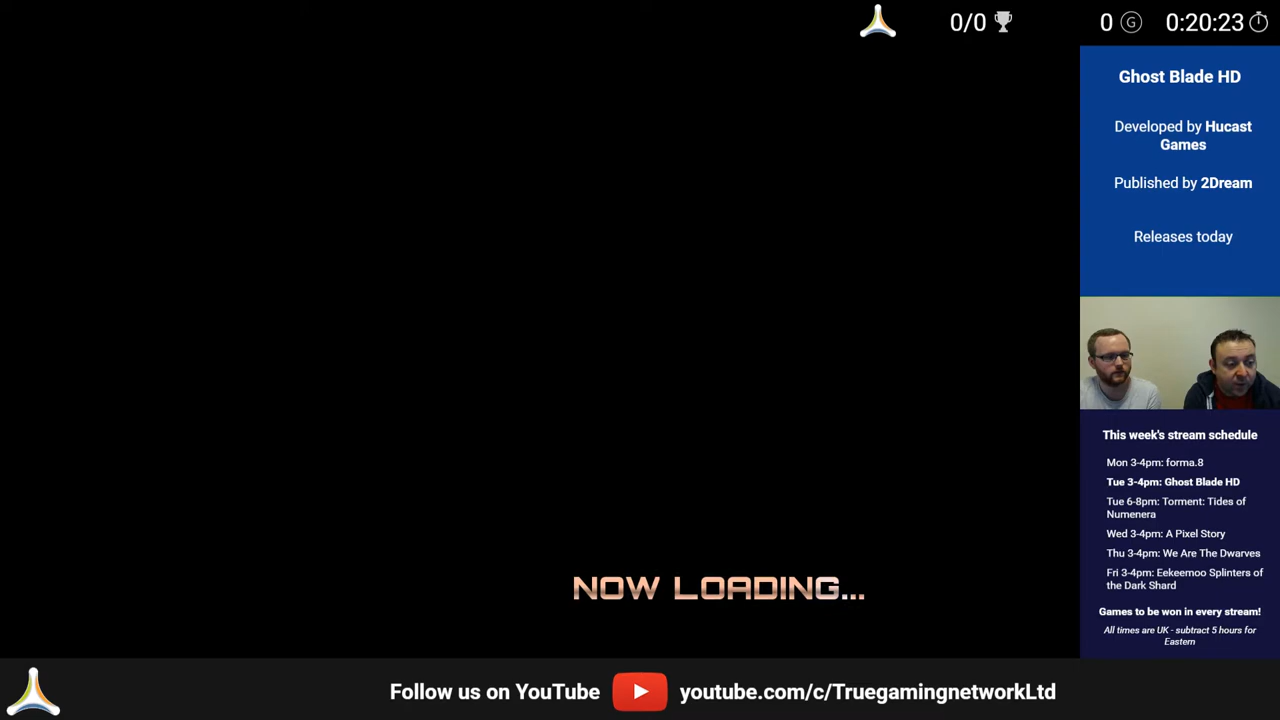 0/0
0 G
0:20:23
Ghost Blade HD
Developed by Hucast
Games
Published by 2Dream
Releases today
This week's stream schedule
Mon 3-4pm: forma.8
Tue 3-4pm: Ghost Blade HD
Tue 6-8pm: Torment: Tides of
Numenera
Wed 3-4pm: A Pixel Story
Thu 3-4pm: We Are The Dwarves
Fri 3-4pm: Eekeemoo Splinters of
the Dark Shard
Games to be won in every stream!
All times are UK - subtract 5 hours for
Eastern
NOW LOADING...
Follow us on YouTube
youtube.com/c/TruegamingnetworkLtd